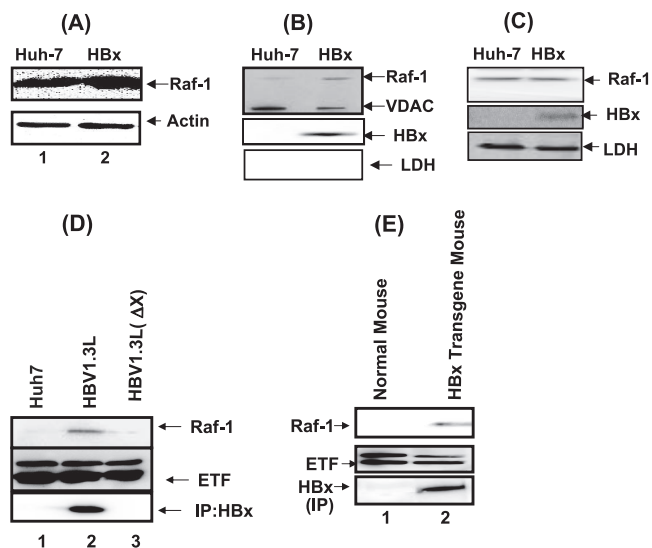 (A)
Huh-7 HBx
Raf-1
Actin
1 2
(B)
Huh-7 HBx
Raf-1
VDAC
HBx
LDH
(C)
Huh-7 HBx
Raf-1
HBx
LDH
(D)
Huh7
HBV1.3L
HBV1.3L( ΔX)
Raf-1
ETF
IP:HBx
1 2 3
(E)
Normal Mouse
HBx Transgene Mouse
Raf-1
ETF
HBx
(IP)
1 2